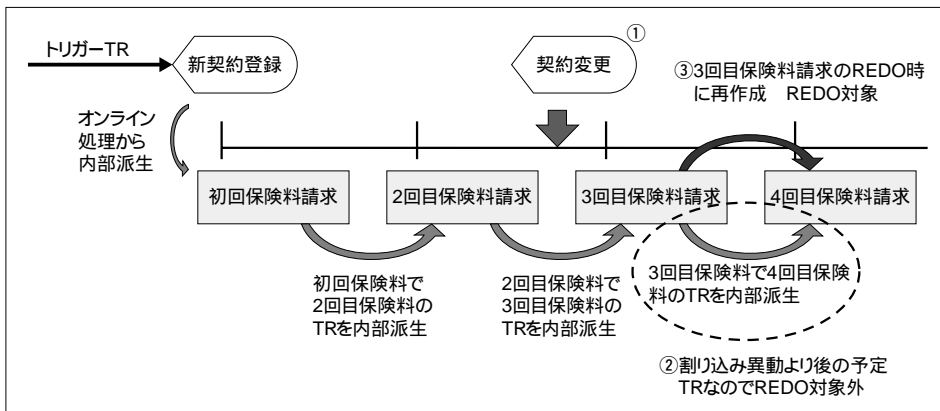 トリガーTR
新契約登録
①
契約変更
③3回目保険料請求のREDO時
に再作成　REDO対象
オンライン
処理から
内部派生
初回保険料請求
2回目保険料請求
3回目保険料請求
4回目保険料請求
初回保険料で
2回目保険料の
TRを内部派生
2回目保険料で
3回目保険料の
TRを内部派生
3回目保険料で4回目保険
料のTRを内部派生
②割り込み異動より後の予定
TRなのでREDO対象外